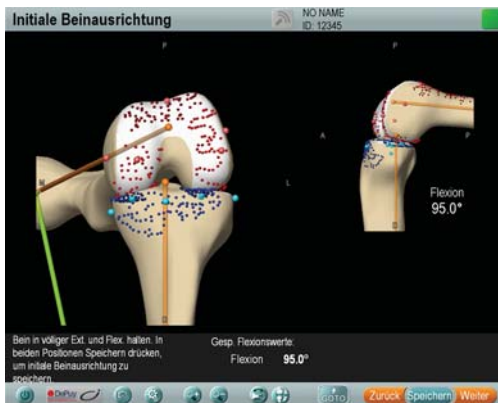 Initiale Beinausrichtung
NO NAME
ID: 12345
P
P
A
P
L
Flexion
95.0°
Bein in völliger Ext. und Flex. halten. In
beiden Positionen Speichern drücken,
um initiale Beinausrichtung zu
speichern.
Gesp. Flexionswerte:
Flexion 95.0°
DePuy
GOTO
Zurück
Speichern
Weiter